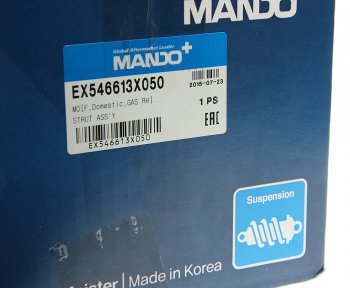 MANDO
Global Aftermarket Leader
MANDO+
EX546613X050
2015-07-23
MD[F,Domestic,GAS RH]..
1 PS
STRUT ASS'Y
EX546613X050
EAC
Suspension
Made in Korea